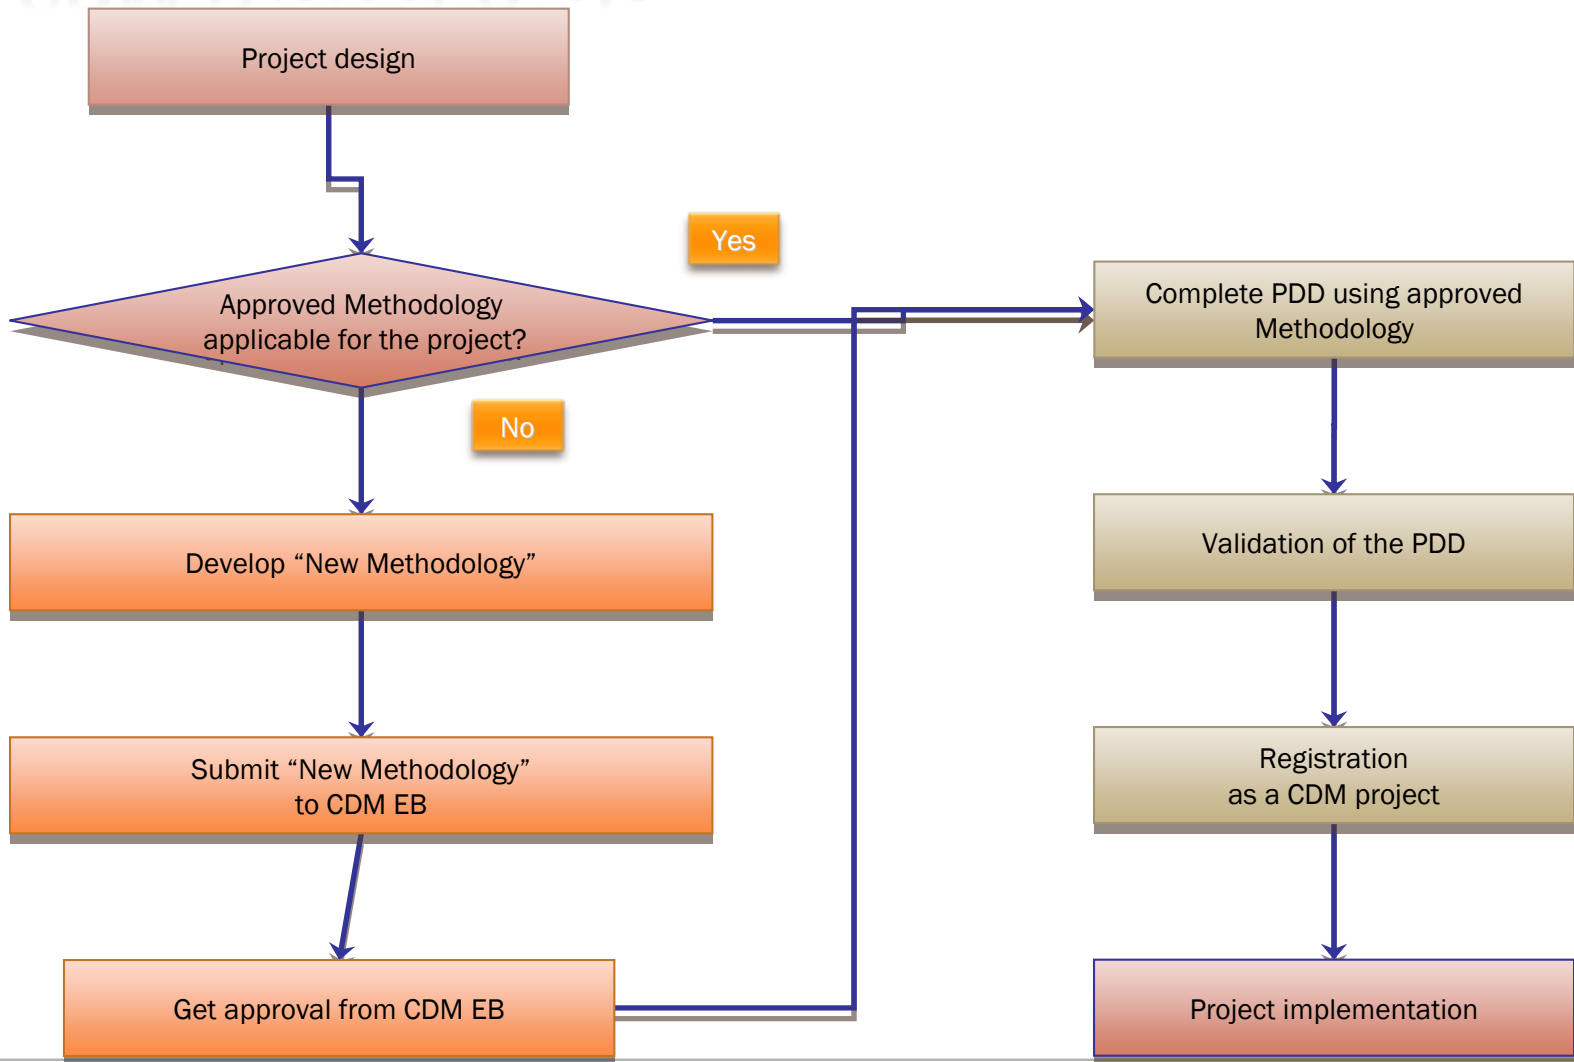 Project design
Yes
Approved Methodology
applicable for the project?
No
Develop “New Methodology”
Submit “New Methodology”
to CDM EB
Get approval from CDM EB
Complete PDD using approved
Methodology
Validation of the PDD
Registration
as a CDM project
Project implementation